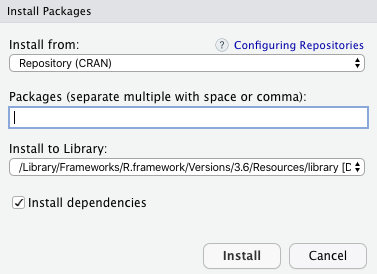 Install Packages
Install from:
? Configuring Repositories
Repository (CRAN)
Packages (separate multiple with space or comma):
Install to Library:
/Library/Frameworks/R.framework/Versions/3.6/Resources/library [D
Install dependencies
Install Cancel